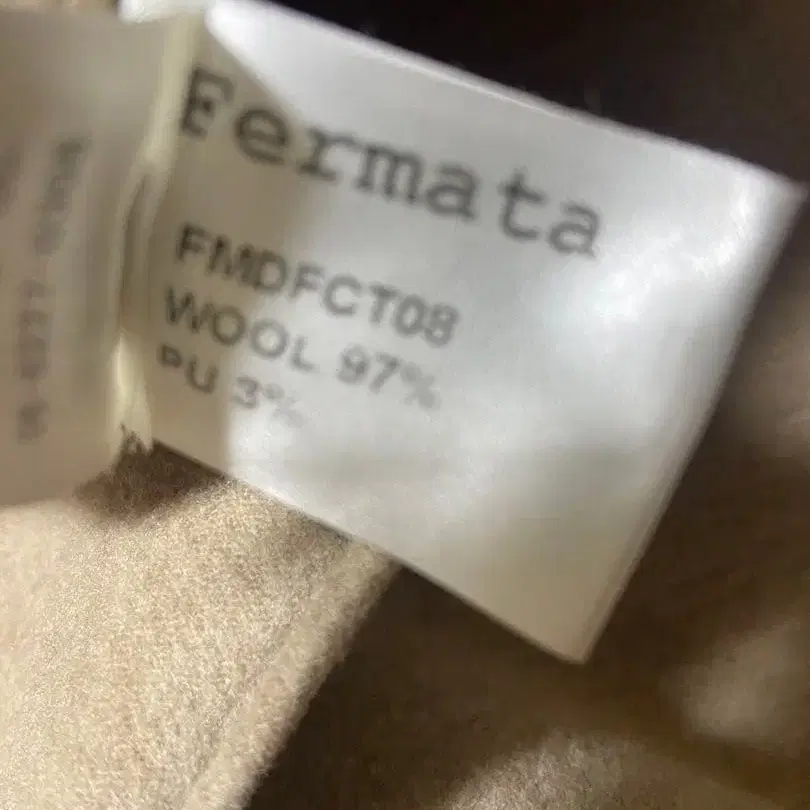 Fermata
FMDFCT08
WOOL 97%
PU 3%